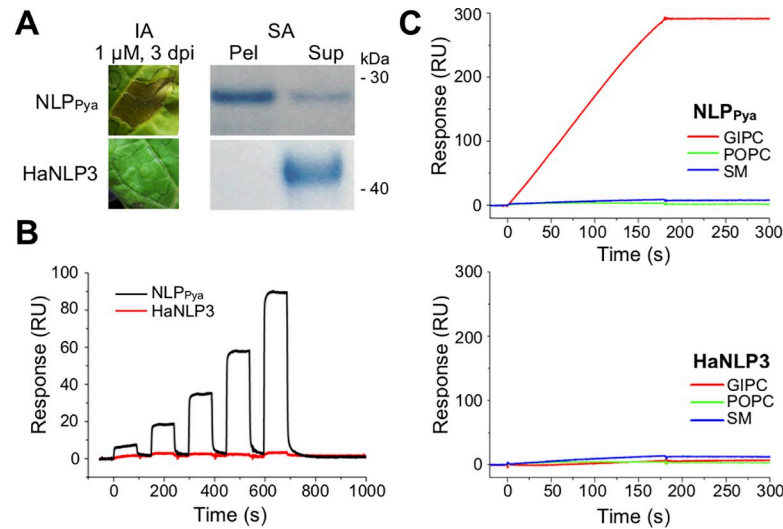 A
IA
1 µM, 3 dpi
SA
Pel Sup
kDa
- 30
- 40
NLPPya
HaNLP3
B
Response (RU)
100
80
60
40
20
0
NLPPya
HaNLP3
0 200 400 600 800 1000
Time (s)
C
Response (RU)
300
200
100
0
NLPPya
GIPC
POPC
SM
0 50 100 150 200 250 300
Time (s)
Response (RU)
300
200
100
0
HaNLP3
GIPC
POPC
SM
0 50 100 150 200 250 300
Time (s)